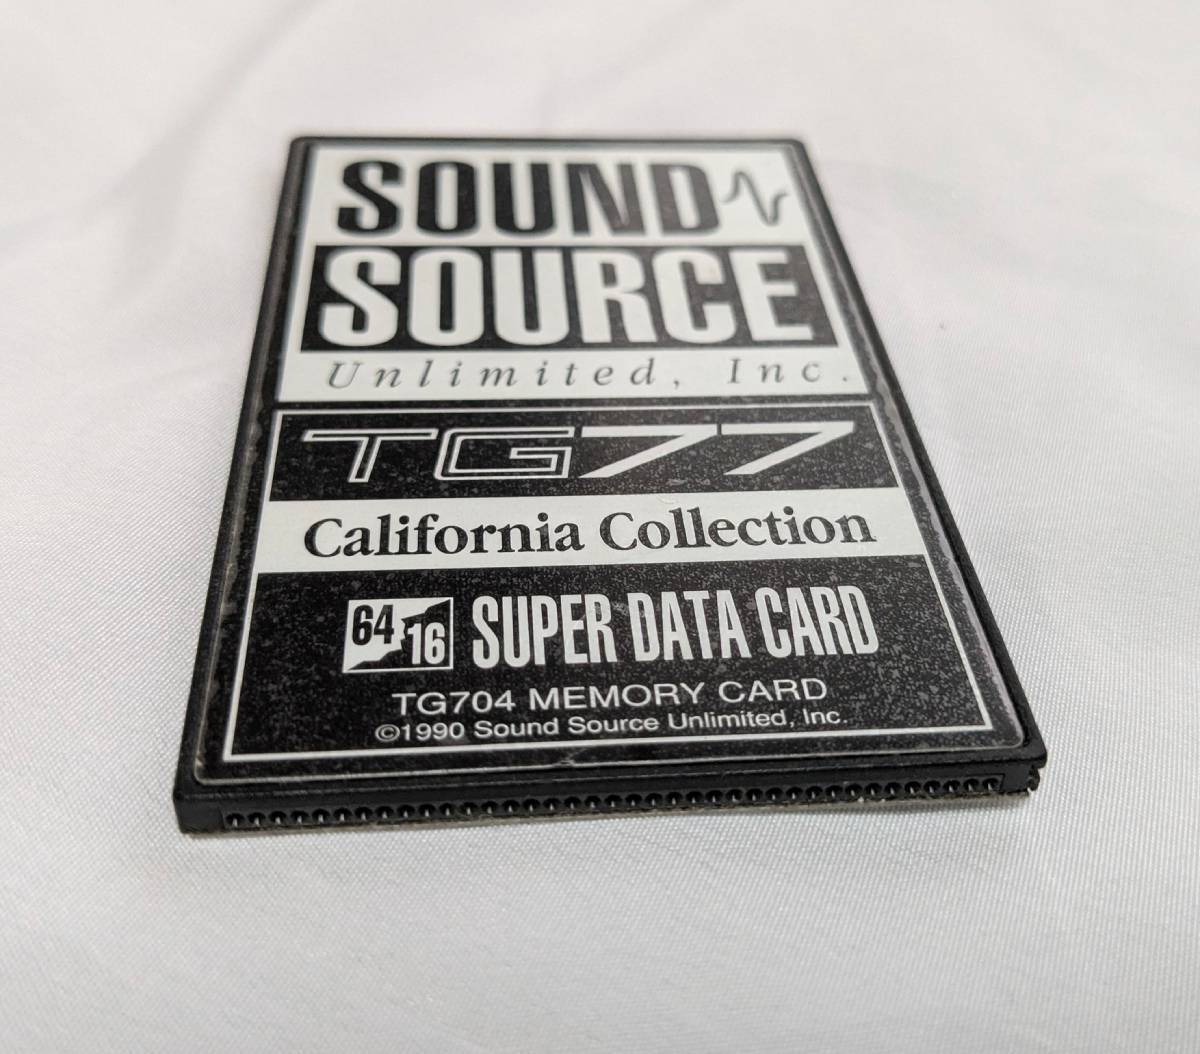 SOUND
SOURCE
Unlimited, Inc.
TG77
California Collection
64 16 SUPER DATA CARD
TG704 MEMORY CARD
©1990 Sound Source Unlimited, Inc.